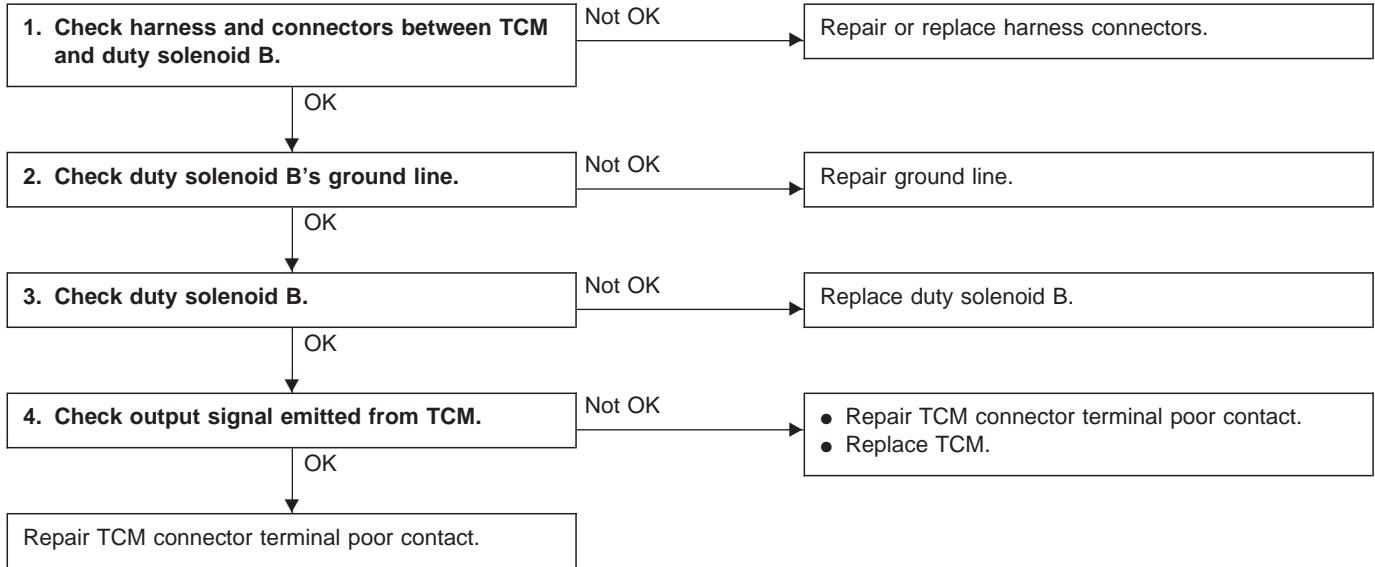 1. Check harness and connectors between TCM
and duty solenoid B.
Not OK
Repair or replace harness connectors.
OK
2. Check duty solenoid B’s ground line.
Not OK
Repair ground line.
OK
3. Check duty solenoid B.
Not OK
Replace duty solenoid B.
OK
4. Check output signal emitted from TCM.
Not OK
● Repair TCM connector terminal poor contact.
● Replace TCM.
OK
Repair TCM connector terminal poor contact.